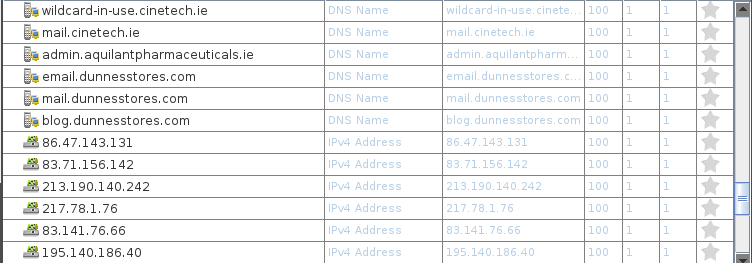 wildcard-in-use.cinetech.ie DNS Name wildcard-in-use.cinete... 100 1 1
mail.cinetech.ie DNS Name mail.cinetech.ie 100 1 1
admin.aquilantpharmaceuticals.ie DNS Name admin.aquilantpharm... 100 1 1
email.dunnesstores.com DNS Name email.dunnesstores.c... 100 1 1
mail.dunnesstores.com DNS Name mail.dunnesstores.com 100 1 1
blog.dunnesstores.com DNS Name blog.dunnesstores.com 100 1 1
86.47.143.131 IPv4 Address 86.47.143.131 100 1 1
83.71.156.142 IPv4 Address 83.71.156.142 100 1 1
213.190.140.242 IPv4 Address 213.190.140.242 100 1 1
217.78.1.76 IPv4 Address 217.78.1.76 100 1 1
83.141.76.66 IPv4 Address 83.141.76.66 100 1 1
195.140.186.40 IPv4 Address 195.140.186.40 100 1 1